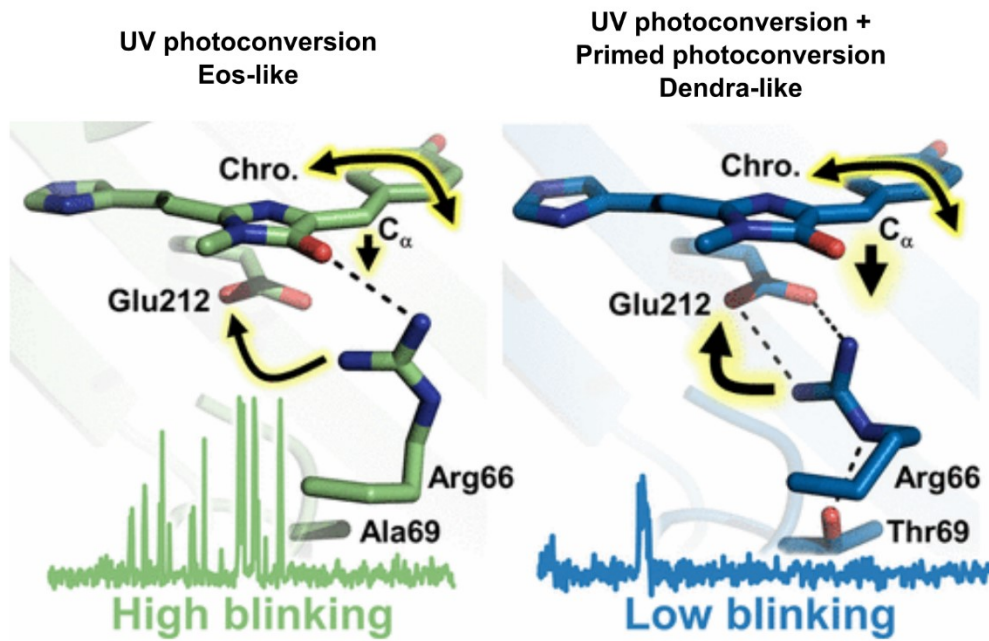 UV photoconversion
Eos-like
UV photoconversion +
Primed photoconversion
Dendra-like
Chro.
Cα
Glu212
Arg66
Ala69
High blinking
Chro.
Cα
Glu212
Arg66
Thr69
Low blinking